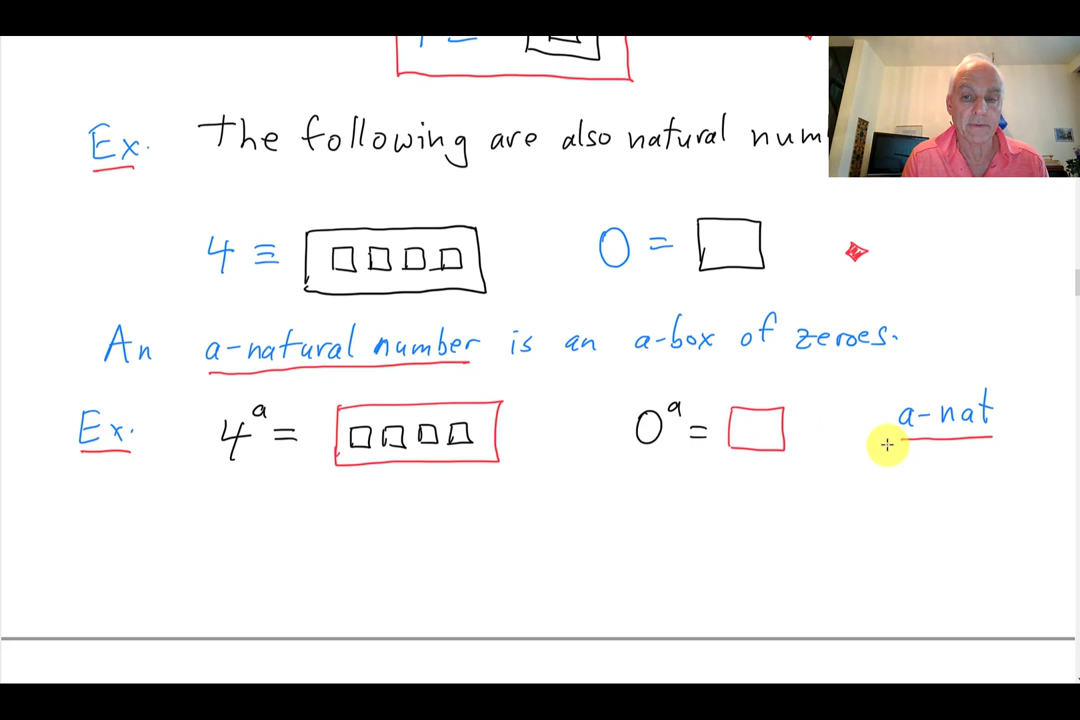 Ex. The following are also natural num
4 ≡ 0 =
An a-natural number is an a-box of zeroes.
Ex. 4ᵃ = 0ᵃ = a-nat